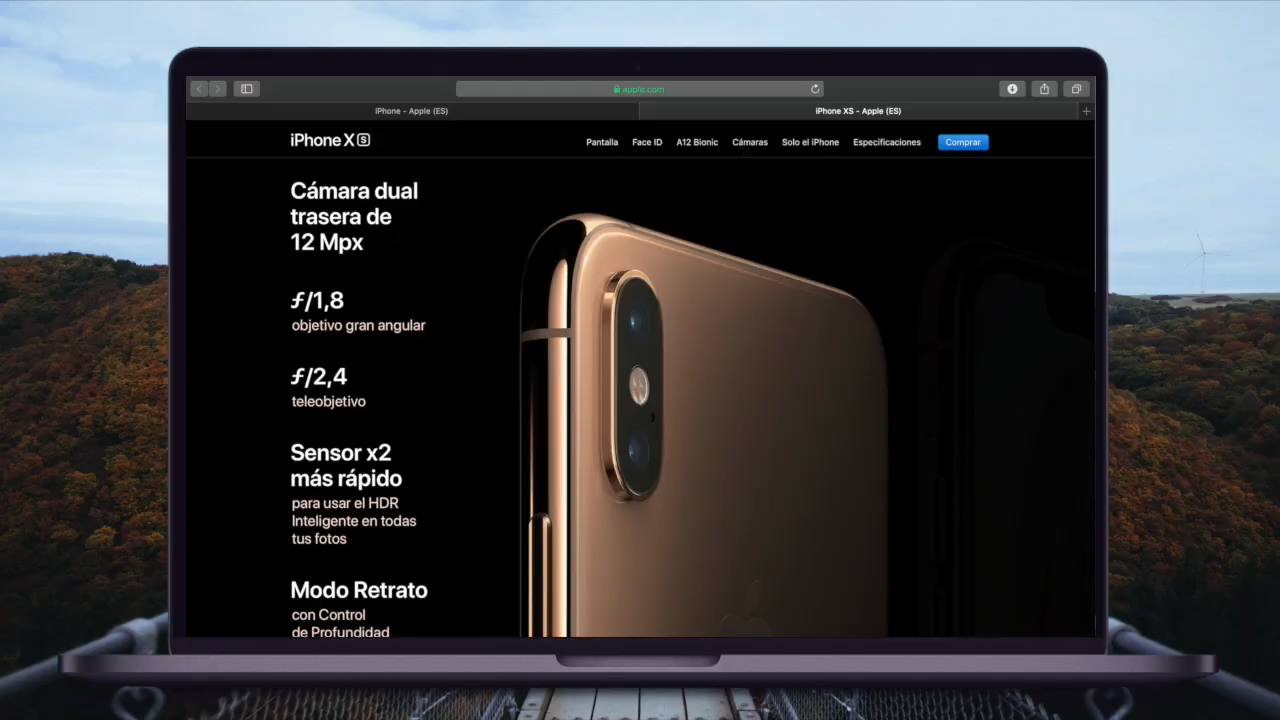 apple.com
iPhone - Apple (ES)
iPhone XS - Apple (ES)
iPhone XS
Pantalla Face ID A12 Bionic Cámaras Solo el iPhone Especificaciones Comprar
Cámara dual
trasera de
12 Mpx
ƒ/1,8
objetivo gran angular
ƒ/2,4
teleobjetivo
Sensor x2
más rápido
para usar el HDR
Inteligente en todas
tus fotos
Modo Retrato
con Control
de Profundidad